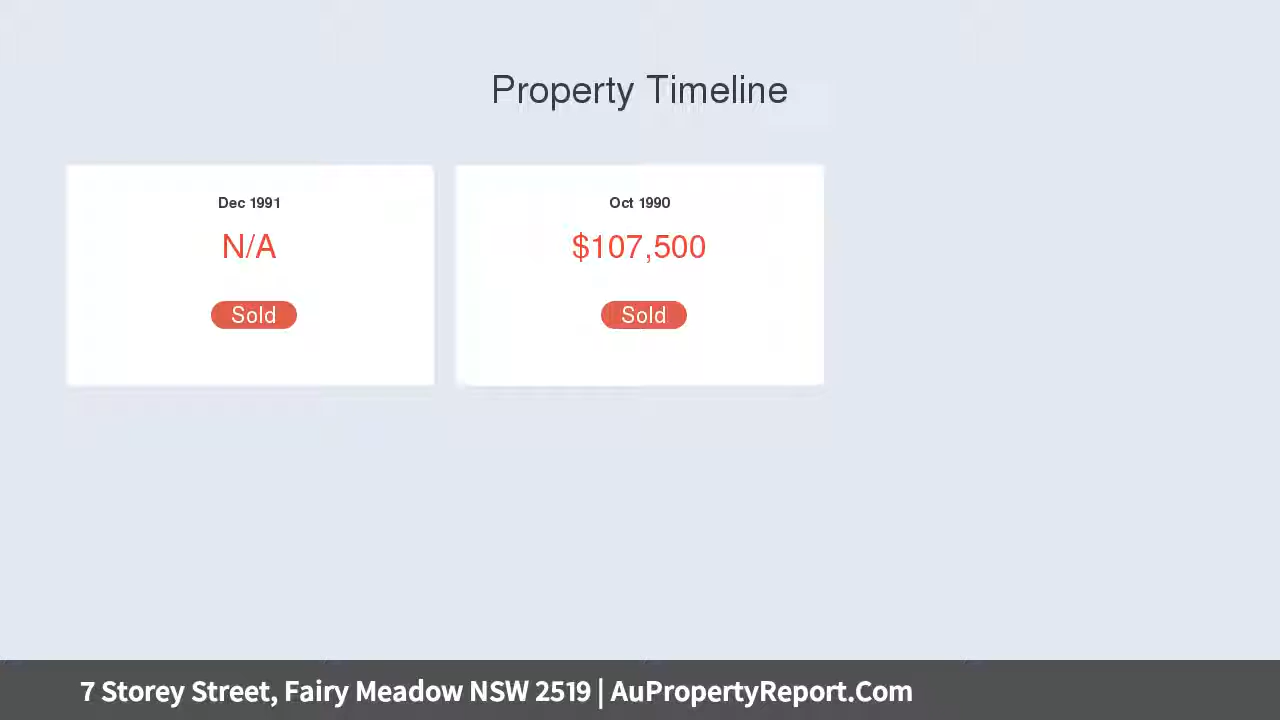 Property Timeline
Dec 1991
N/A
Sold
Oct 1990
$107,500
Sold
7 Storey Street, Fairy Meadow NSW 2519 | AuPropertyReport.Com